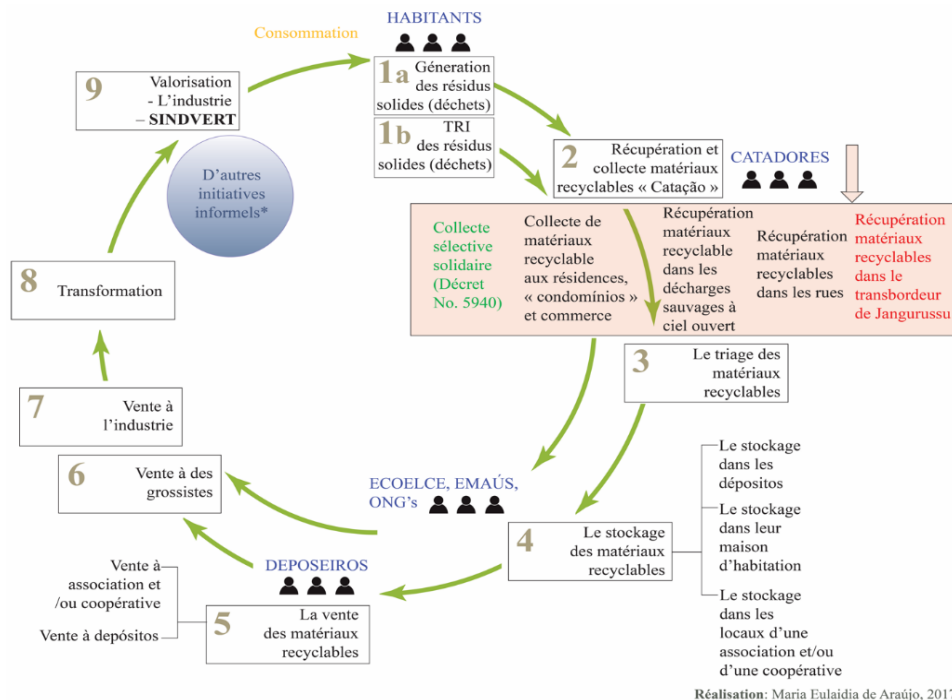 HABITANTS
Consommation
1a Géneration
des résidus
solides (déchets)
1b TRI
des résidus
solides (déchets)
2 Récupération et
collecte matériaux
recyclables « Catação »
CATADORES
Collecte
sélective
solidaire
(Décret
No. 5940)
Collecte de
matériaux
recyclable
aux résidences,
« condomínios »
et commerce
Récupération
matériaux
recyclable
dans les
décharges
sauvages à
ciel ouvert
Récupération
matériaux
recyclables
dans les rues
Récupération
matériaux
recyclables
dans le
transbordeur
de Jangurussu
3 Le triage des
matériaux
recyclables
4 Le stockage
des matériaux
recyclables
Le stockage
dans les
dépositos
Le stockage
dans leur
maison
d’habitation
Le stockage
dans les
locaux d’une
association et/ou
d’une coopérative
ECOELCE, EMAÚS,
ONG’s
DEPOSEIROS
5 La vente
des matériaux
recyclables
Vente à
association et
/ou coopérative
Vente à depósitos
6 Vente à des
grossistes
7 Vente à
l’industrie
8 Transformation
9 Valorisation
- L’industrie
– SINDVERT
D’autres
initiatives
informels*
Réalisation: Maria Eulaidia de Araújo, 201